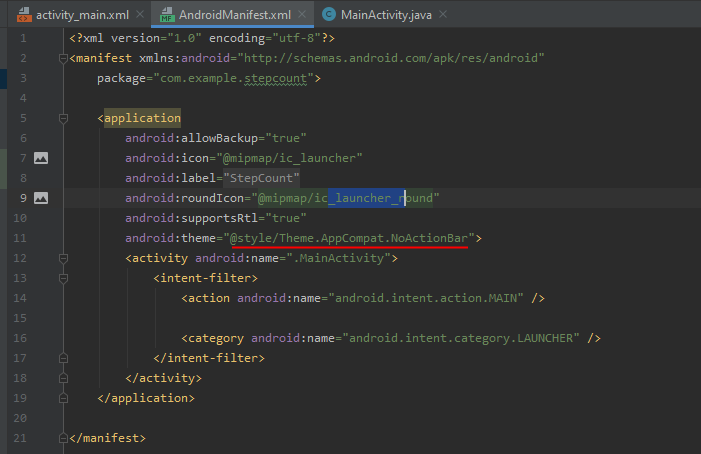 activity_main.xml AndroidManifest.xml MainActivity.java
1 <?xml version="1.0" encoding="utf-8"?>
2 <manifest xmlns:android="http://schemas.android.com/apk/res/android"
3 package="com.example.stepcount">
4
5 <application
6 android:allowBackup="true"
7 android:icon="@mipmap/ic_launcher"
8 android:label="StepCount"
9 android:roundIcon="@mipmap/ic_launcher_round"
10 android:supportsRtl="true"
11 android:theme="@style/Theme.AppCompat.NoActionBar">
12 <activity android:name=".MainActivity">
13 <intent-filter>
14 <action android:name="android.intent.action.MAIN" />
15
16 <category android:name="android.intent.category.LAUNCHER" />
17 </intent-filter>
18 </activity>
19 </application>
20
21 </manifest>